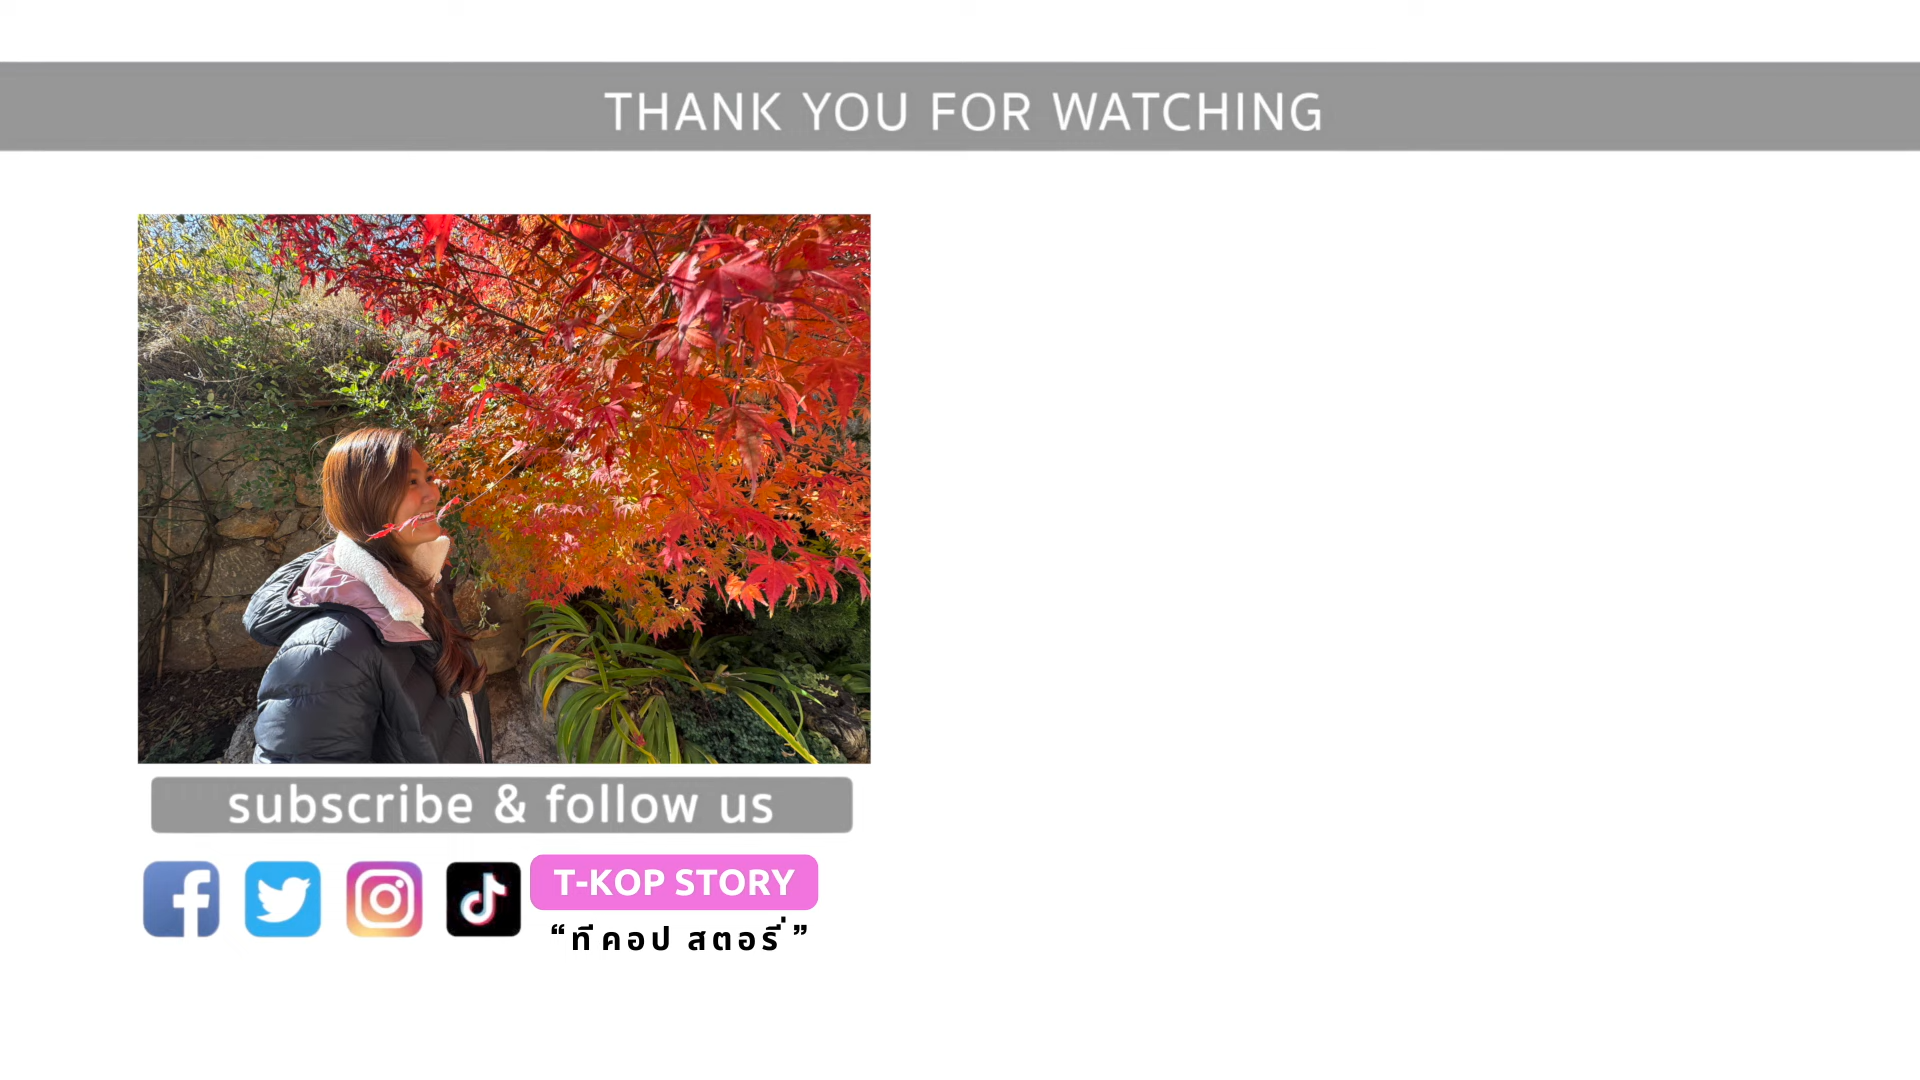 THANK YOU FOR WATCHING
subscribe & follow us
T-KOP STORY
“ทีคอป สตอรี่”